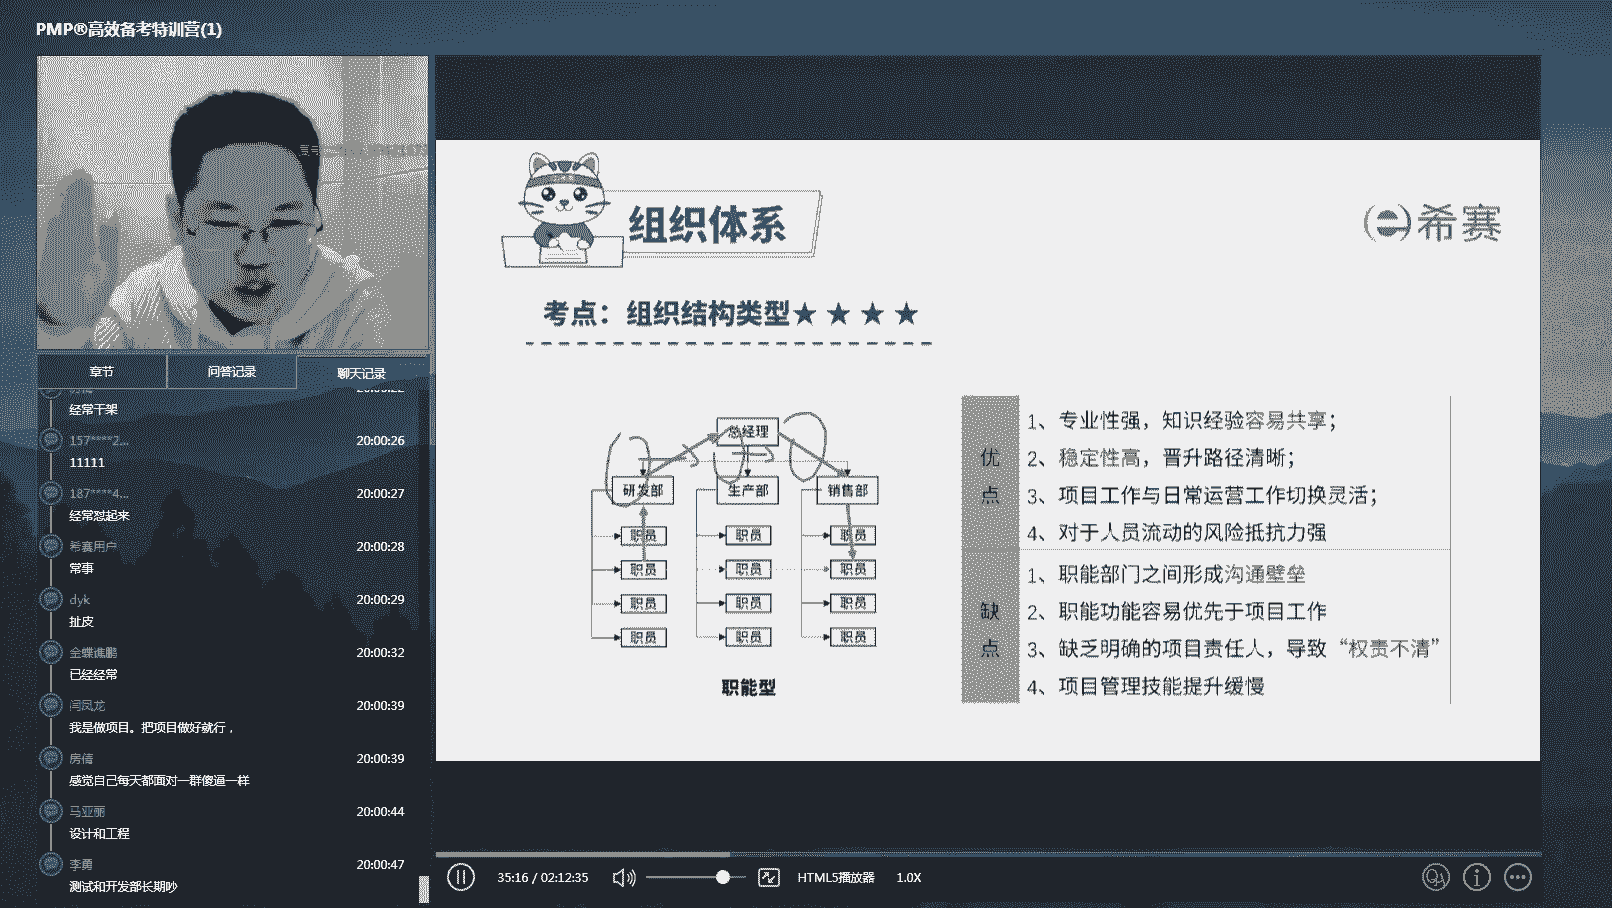 PMP®高效备考特训营(1)
章节
问答记录
聊天记录
经常干架
157****2...
20:00:26
11111
187****4...
20:00:27
经常怼起来
希赛用户
20:00:28
常事
dyk
20:00:29
扯皮
金蝶谯鹏
20:00:32
已经经常
闫凤龙
20:00:39
我是做项目。把项目做好就行，
房倩
20:00:39
感觉自己每天都面对一群傻逼一样
马亚丽
20:00:44
设计和工程
李勇
20:00:47
测试和开发部长期吵
组织体系
希赛
考点：组织结构类型★ ★ ★ ★
总经理
研发部
生产部
销售部
职员
职员
职员
职员
职员
职员
职员
职员
职员
职员
职员
职员
职能型
优点
1、专业性强，知识经验容易共享；
2、稳定性高，晋升路径清晰；
3、项目工作与日常运营工作切换灵活；
4、对于人员流动的风险抵抗力强
缺点
1、职能部门之间形成沟通壁垒
2、职能功能容易优先于项目工作
3、缺乏明确的项目责任人，导致“权责不清”
4、项目管理技能提升缓慢
35:16 / 02:12:35
HTML5播放器
1.0X